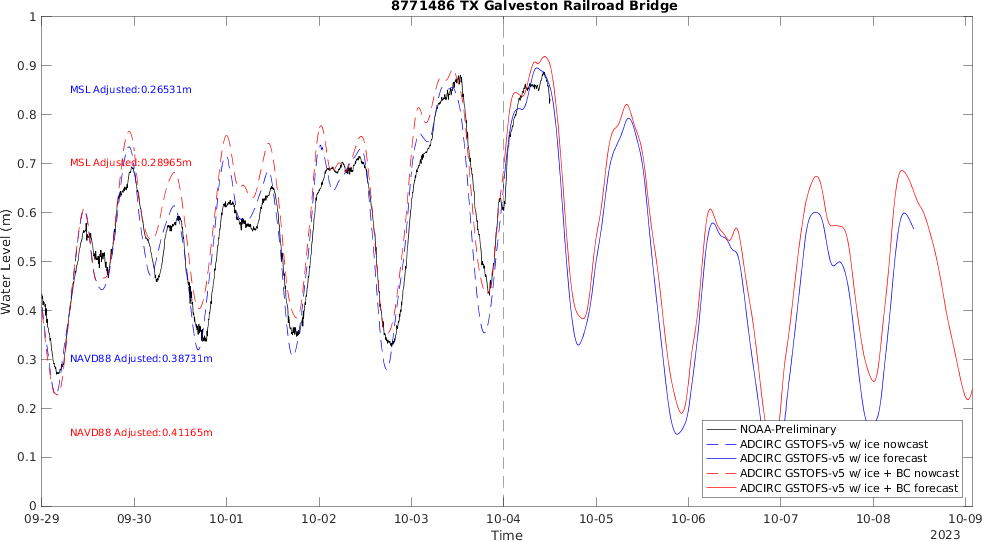 8771486 TX Galveston Railroad Bridge
1
0.9
0.8
0.7
0.6
0.5
0.4
0.3
0.2
0.1
0
Water Level (m)
MSL Adjusted:0.26531m
MSL Adjusted:0.28965m
NAVD88 Adjusted:0.38731m
NAVD88 Adjusted:0.41165m
NOAA-Preliminary
ADCIRC GSTOFS-v5 w/ ice nowcast
ADCIRC GSTOFS-v5 w/ ice forecast
ADCIRC GSTOFS-v5 w/ ice + BC nowcast
ADCIRC GSTOFS-v5 w/ ice + BC forecast
09-29 09-30 10-01 10-02 10-03 10-04 10-05 10-06 10-07 10-08 10-09
Time
2023